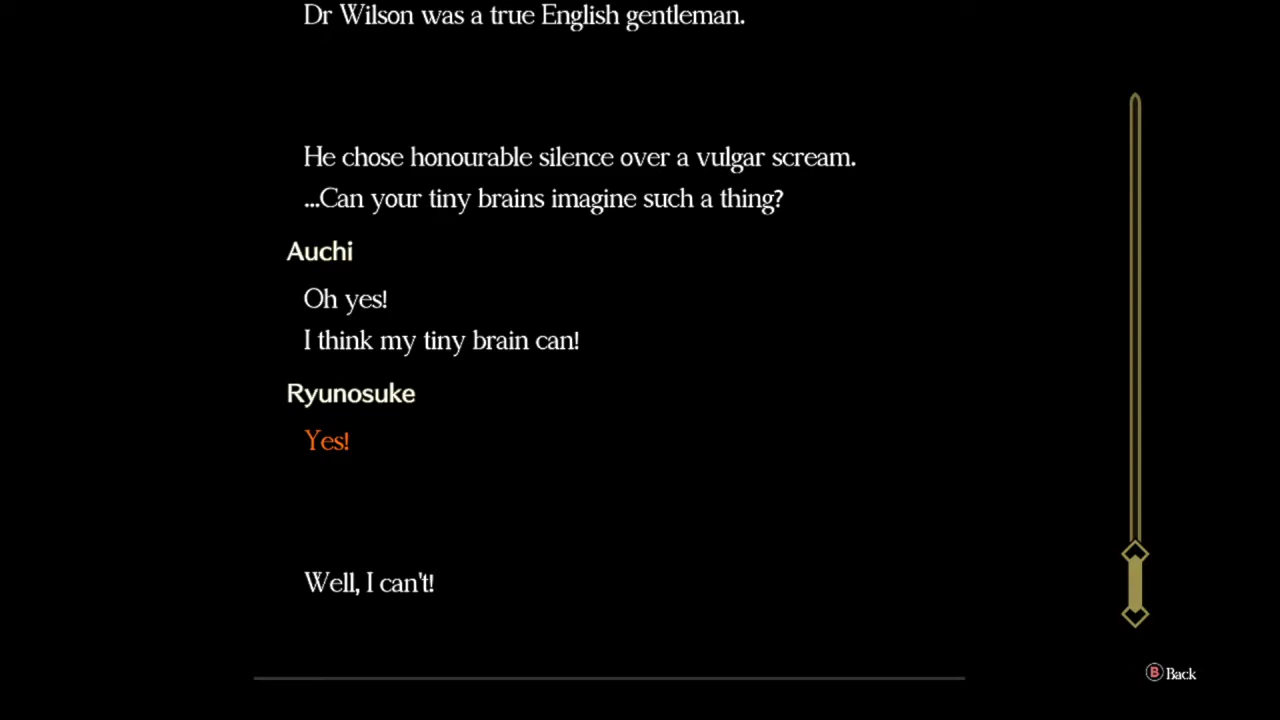 Dr Wilson was a true English gentleman.
He chose honourable silence over a vulgar scream.
...Can your tiny brains imagine such a thing?
Auchi
Oh yes!
I think my tiny brain can!
Ryunosuke
Yes!
Well, I can't!
B Back